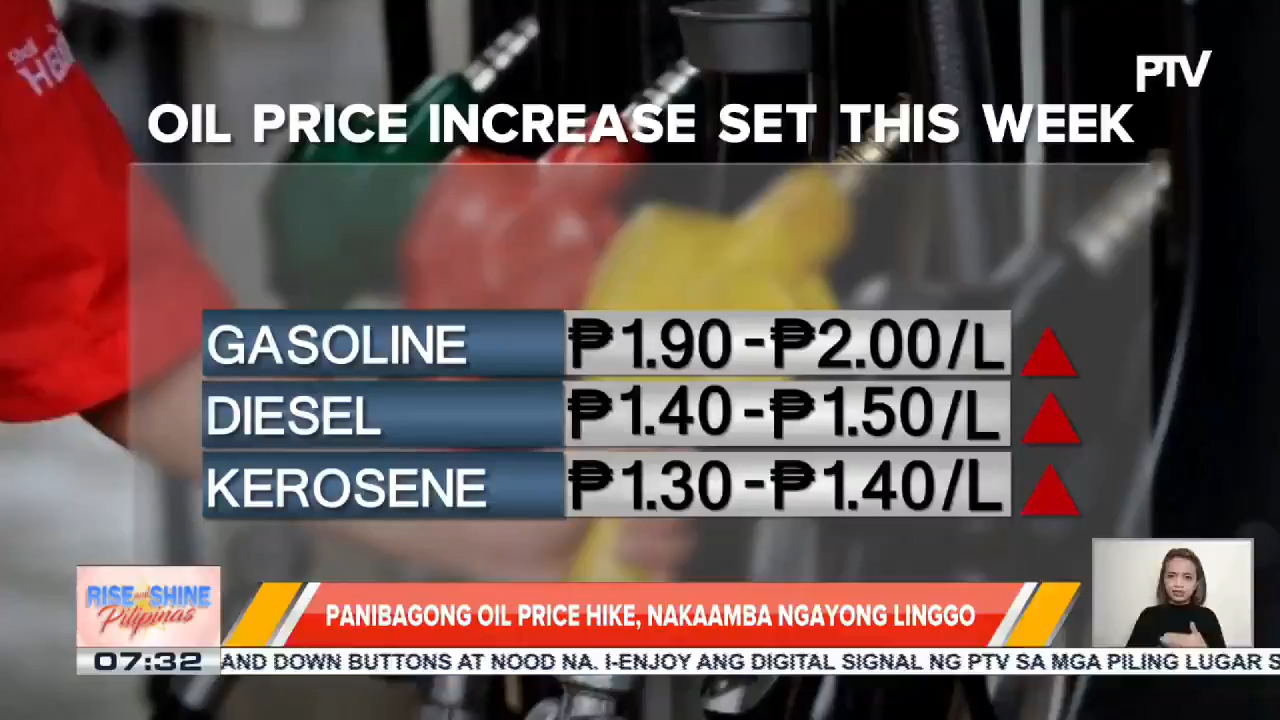 Shell
PTV
OIL PRICE INCREASE SET THIS WEEK
GASOLINE ₱1.90 - ₱2.00/L
DIESEL ₱1.40 - ₱1.50/L
KEROSENE ₱1.30 - ₱1.40/L
RISE and SHINE
Pilipinas
PANIBAGONG OIL PRICE HIKE, NAKAAMBA NGAYONG LINGGO
07:32
AND DOWN BUTTONS AT NOOD NA. I-ENJOY ANG DIGITAL SIGNAL NG PTV SA MGA PILING LUGAR S